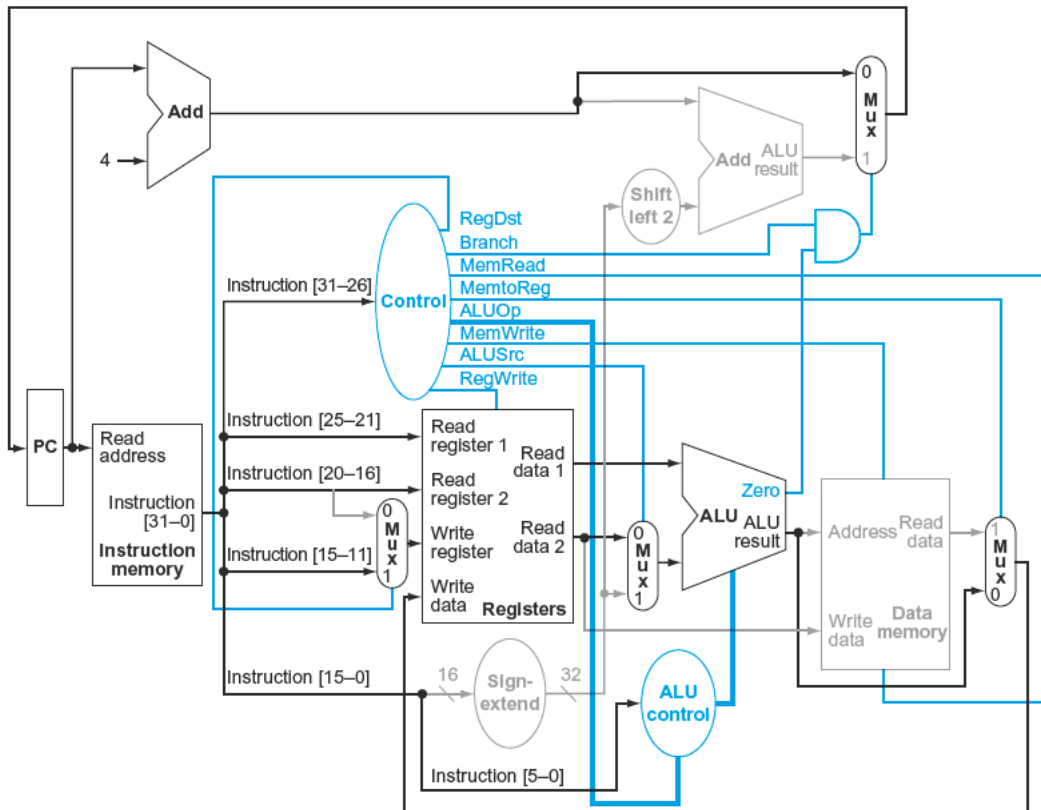 Add
4
0
Mux
1
Add
ALU
result
Shift
left 2
RegDst
Branch
MemRead
MemtoReg
ALUOp
MemWrite
ALUSrc
RegWrite
Control
Instruction [31–26]
Instruction [25–21]
Instruction [20–16]
Instruction [15–11]
Instruction [15–0]
Instruction [5–0]
PC
Read
address
Instruction
[31–0]
Instruction
memory
0
Mux
1
Read
register 1
Read
register 2
Write
register
Write
data
Read
data 1
Read
data 2
Registers
0
Mux
1
Zero
ALU
ALU
result
Address
Read
data
Write
data
Data
memory
1
Mux
0
16
Sign-
extend
32
ALU
control